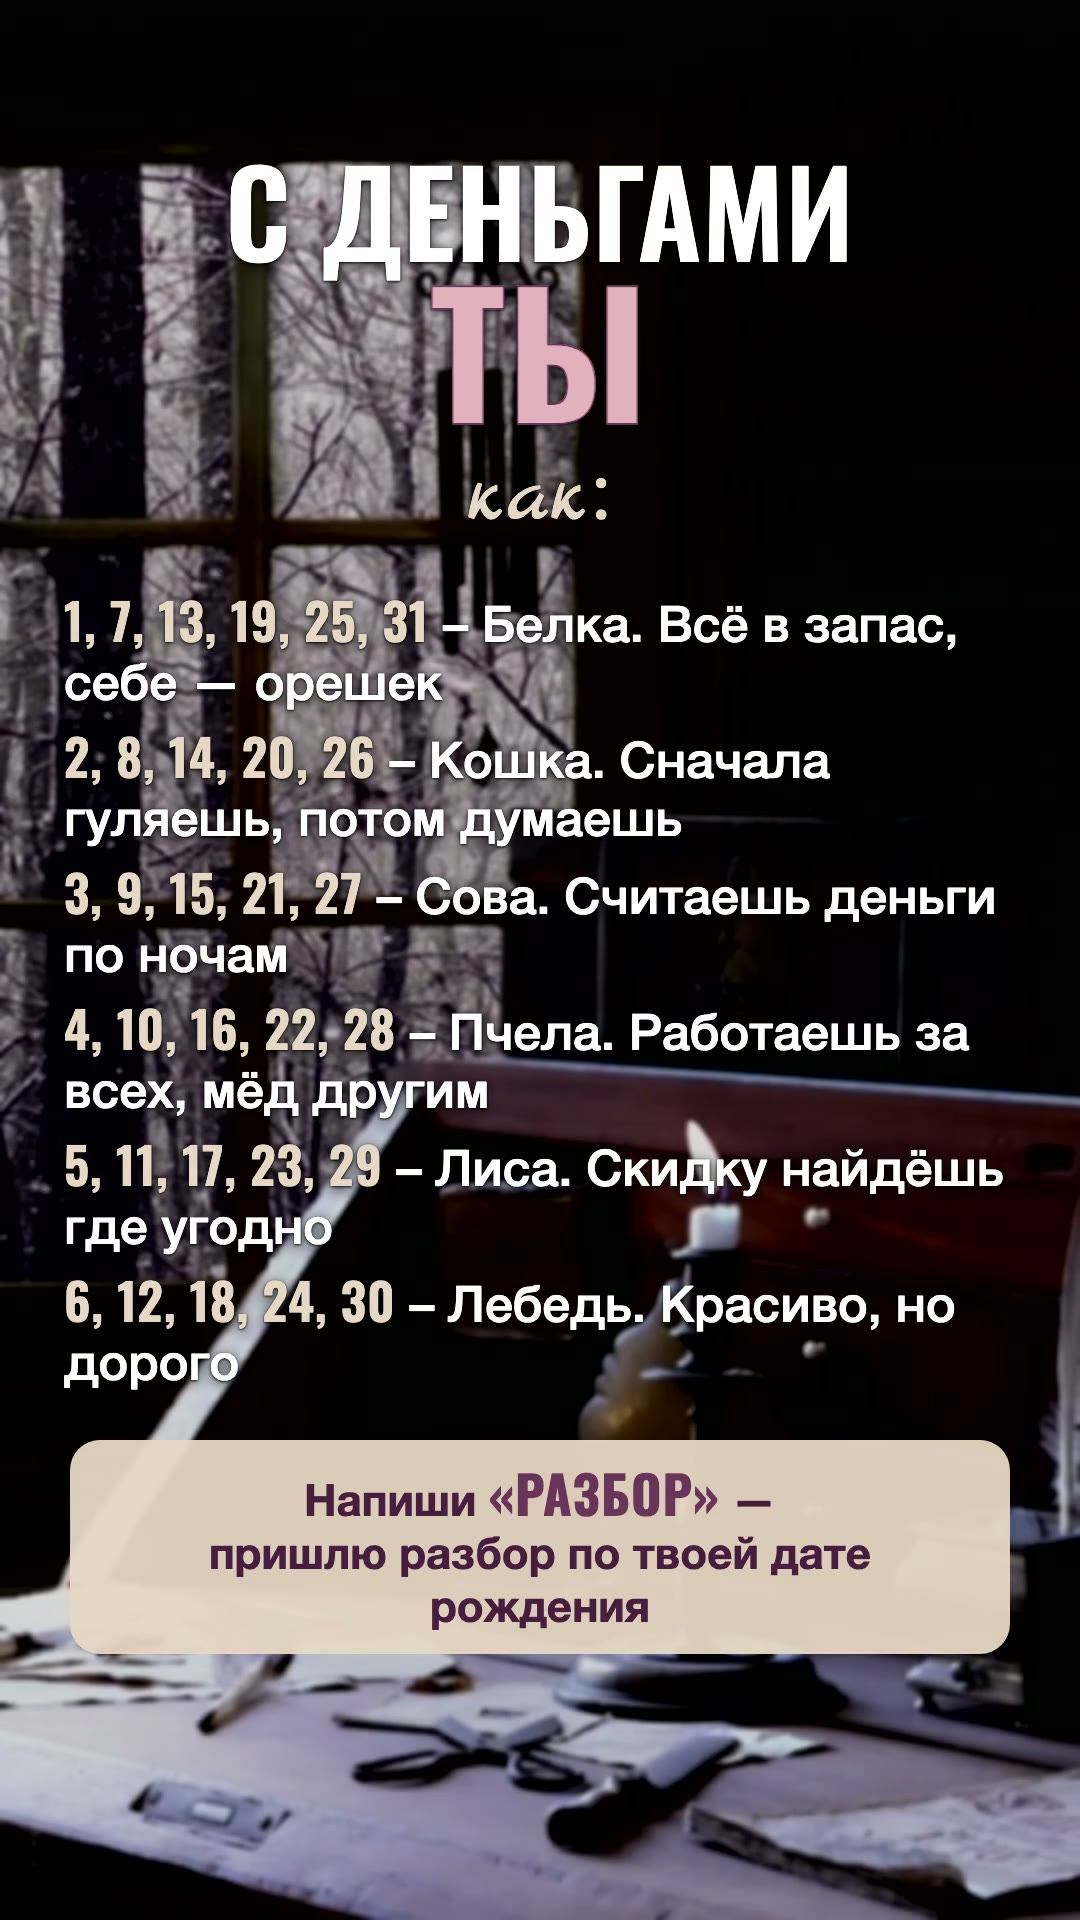 С ДЕНЬГАМИ
ТЫ
как:
1, 7, 13, 19, 25, 31 – Белка. Всё в запас,
себе — орешек
2, 8, 14, 20, 26 – Кошка. Сначала
гуляешь, потом думаешь
3, 9, 15, 21, 27 – Сова. Считаешь деньги
по ночам
4, 10, 16, 22, 28 – Пчела. Работаешь за
всех, мёд другим
5, 11, 17, 23, 29 – Лиса. Скидку найдёшь
где угодно
6, 12, 18, 24, 30 – Лебедь. Красиво, но
дорого
Напиши «РАЗБОР» —
пришлю разбор по твоей дате
рождения